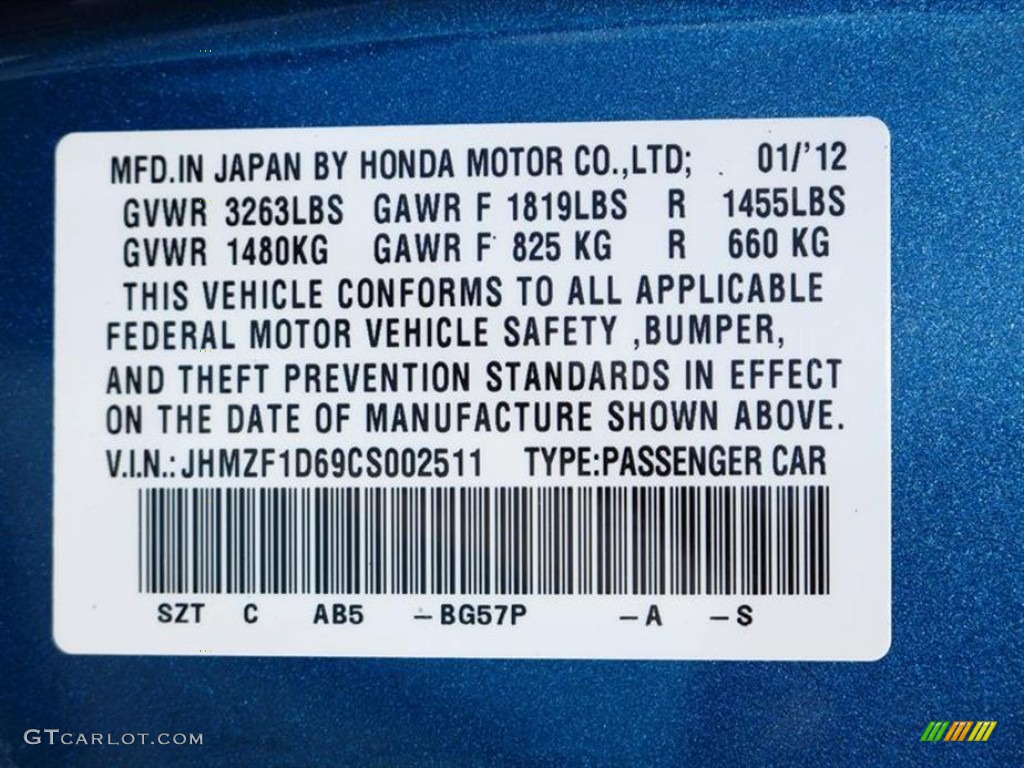 MFD.IN JAPAN BY HONDA MOTOR CO.,LTD; 01/'12
GVWR 3263LBS GAWR F 1819LBS R 1455LBS
GVWR 1480KG GAWR F 825 KG R 660 KG
THIS VEHICLE CONFORMS TO ALL APPLICABLE
FEDERAL MOTOR VEHICLE SAFETY ,BUMPER,
AND THEFT PREVENTION STANDARDS IN EFFECT
ON THE DATE OF MANUFACTURE SHOWN ABOVE.
V.I.N.: JHMZF1D69CS002511 TYPE:PASSENGER CAR
SZT C AB5 –BG57P –A –S
GTCARLOT.COM